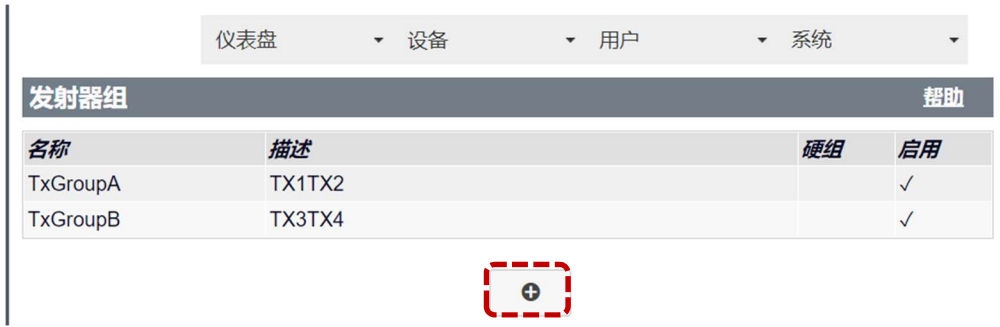 仪表盘 设备 用户 系统
发射器组 帮助
名称 描述 硬组 启用
TxGroupA TX1TX2 ✓
TxGroupB TX3TX4 ✓